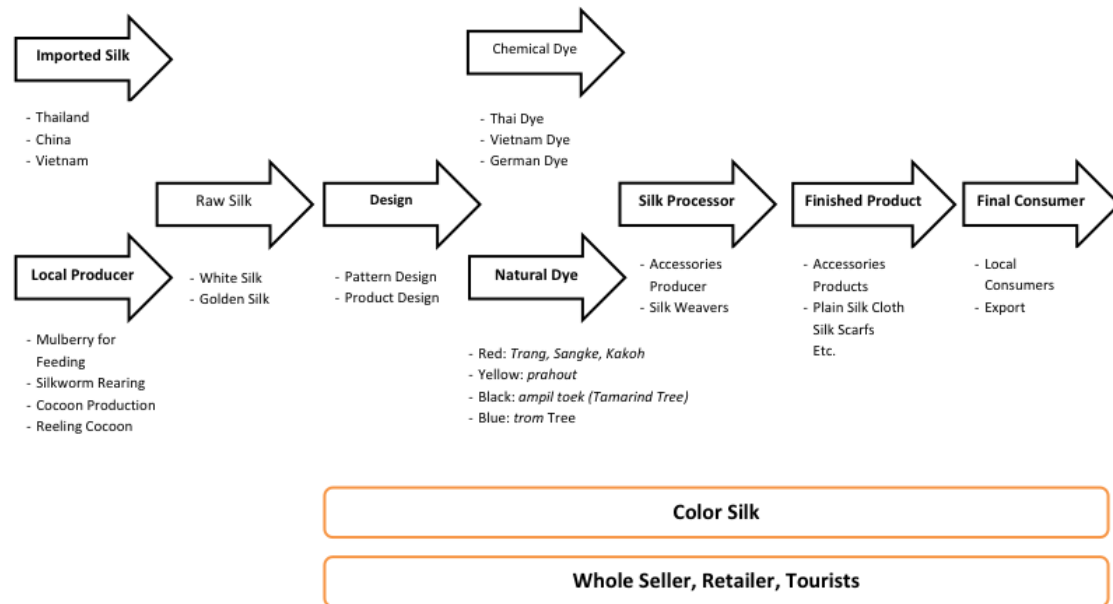 Imported Silk
- Thailand
- China
- Vietnam
Chemical Dye
- Thai Dye
- Vietnam Dye
- German Dye
Local Producer
- Mulberry for
Feeding
- Silkworm Rearing
- Cocoon Production
- Reeling Cocoon
Raw Silk
- White Silk
- Golden Silk
Design
- Pattern Design
- Product Design
Natural Dye
- Red: Trang, Sangke, Kakoh
- Yellow: prahout
- Black: ampil toek (Tamarind Tree)
- Blue: trom Tree
Silk Processor
- Accessories
Producer
- Silk Weavers
Finished Product
- Accessories
Products
- Plain Silk Cloth
Silk Scarfs
Etc.
Final Consumer
- Local
Consumers
- Export
Color Silk
Whole Seller, Retailer, Tourists